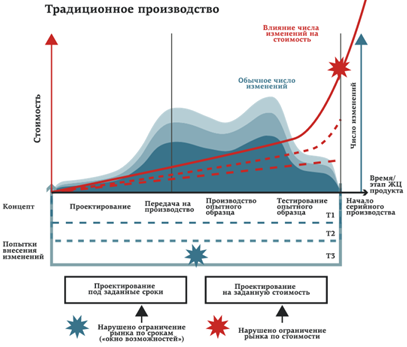 Традиционное производство
Влияние числа
изменений на
стоимость
Обычное число
изменений
Стоимость
Число изменений
Время/
этап ЖЦ
продукта
Концепт
Проектирование
Передача на
производство
Производство
опытного
образца
Тестирование
опытного
образца
Начало
серийного
производства
Попытки
внесения
изменений
T1
T2
T3
Проектирование
под заданные сроки
Проектирование
на заданную стоимость
Нарушено ограничение
рынка по срокам
(«окно возможностей»)
Нарушено ограничение
рынка по стоимости